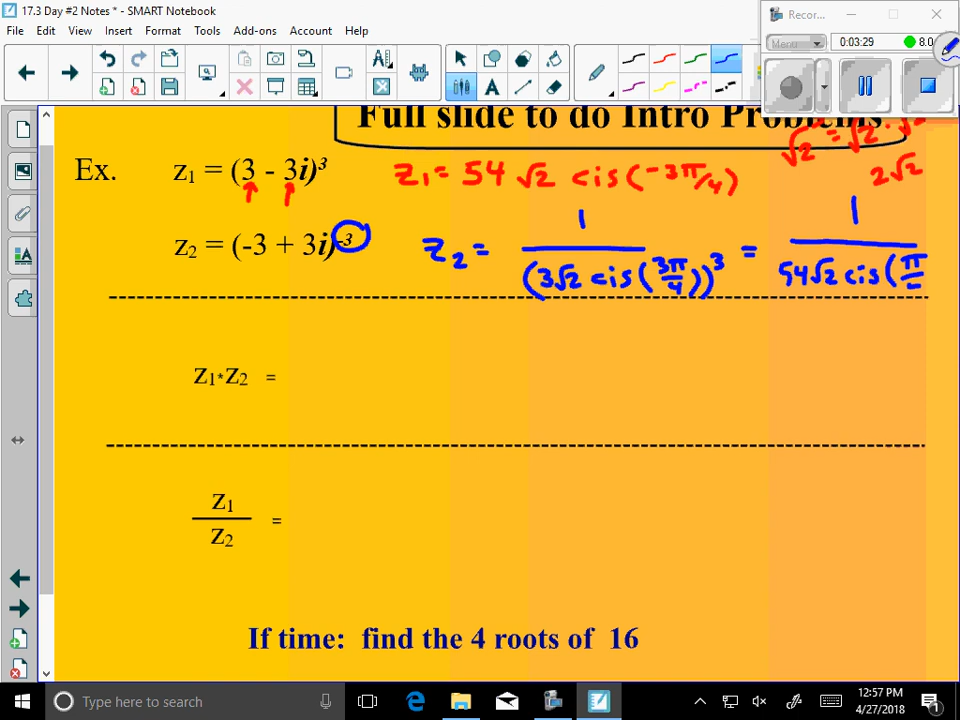 17.3 Day #2 Notes * - SMART Notebook
Recor...
File Edit View Insert Format Tools Add-ons Account Help
Menu
0:03:29
8.0
Full slide to do Intro Problems
√2 = √2 · √2
2√2
Ex. z1 = (3 - 3i)³
z1 = 54 √2 cis(-3π/4)
z2 = (-3 + 3i)⁻³
z2 = 1/(3√2 cis(3π/4))³ = 1/54√2 cis(π/
z1*z2 =
z1/z2 =
If time: find the 4 roots of 16
Type here to search
12:57 PM
4/27/2018
1